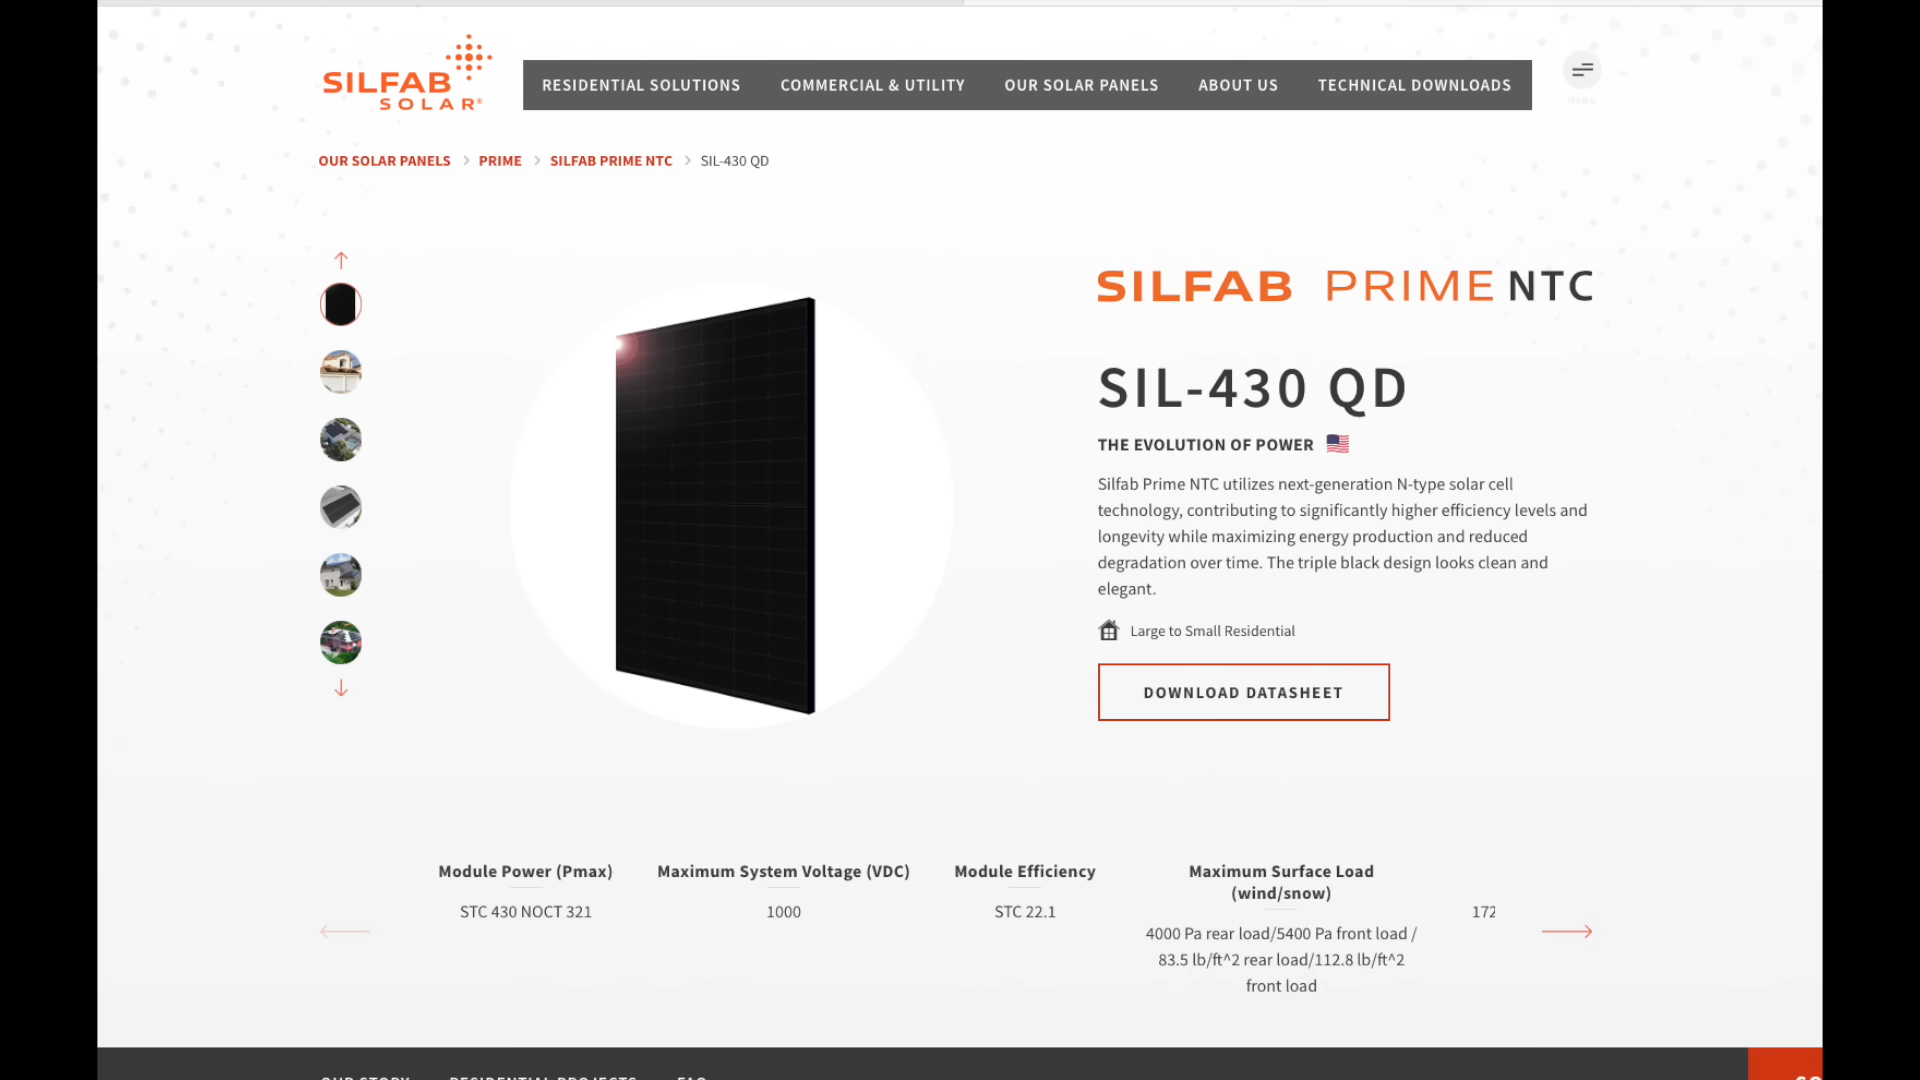 SILFAB
SOLAR®
RESIDENTIAL SOLUTIONS COMMERCIAL & UTILITY OUR SOLAR PANELS ABOUT US TECHNICAL DOWNLOADS
MENU
OUR SOLAR PANELS PRIME SILFAB PRIME NTC SIL-430 QD
SILFAB PRIME NTC
SIL-430 QD
THE EVOLUTION OF POWER
Silfab Prime NTC utilizes next-generation N-type solar cell
technology, contributing to significantly higher efficiency levels and
longevity while maximizing energy production and reduced
degradation over time. The triple black design looks clean and
elegant.
Large to Small Residential
DOWNLOAD DATASHEET
Module Power (Pmax)
STC 430 NOCT 321
Maximum System Voltage (VDC)
1000
Module Efficiency
STC 22.1
Maximum Surface Load
(wind/snow)
4000 Pa rear load/5400 Pa front load /
83.5 lb/ft^2 rear load/112.8 lb/ft^2
front load
172
OUR STORY RESIDENTIAL PROJECTS FAQ